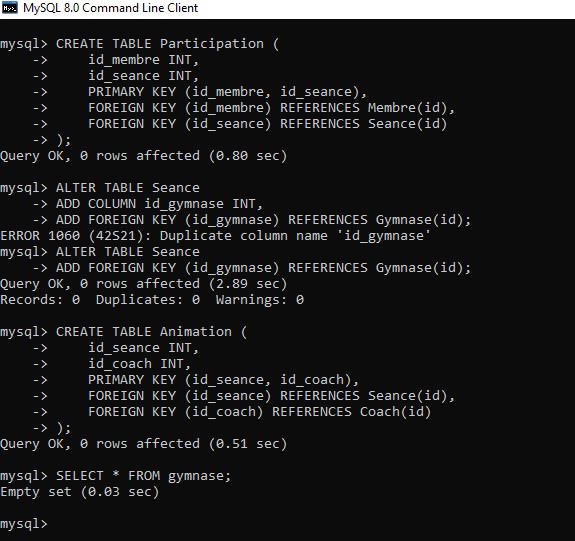 MySQL 8.0 Command Line Client
mysql> CREATE TABLE Participation (
    ->     id_membre INT,
    ->     id_seance INT,
    ->     PRIMARY KEY (id_membre, id_seance),
    ->     FOREIGN KEY (id_membre) REFERENCES Membre(id),
    ->     FOREIGN KEY (id_seance) REFERENCES Seance(id)
    -> );
Query OK, 0 rows affected (0.80 sec)
mysql> ALTER TABLE Seance
    -> ADD COLUMN id_gymnase INT,
    -> ADD FOREIGN KEY (id_gymnase) REFERENCES Gymnase(id);
ERROR 1060 (42S21): Duplicate column name 'id_gymnase'
mysql> ALTER TABLE Seance
    -> ADD FOREIGN KEY (id_gymnase) REFERENCES Gymnase(id);
Query OK, 0 rows affected (2.89 sec)
Records: 0  Duplicates: 0  Warnings: 0
mysql> CREATE TABLE Animation (
    ->     id_seance INT,
    ->     id_coach INT,
    ->     PRIMARY KEY (id_seance, id_coach),
    ->     FOREIGN KEY (id_seance) REFERENCES Seance(id),
    ->     FOREIGN KEY (id_coach) REFERENCES Coach(id)
    -> );
Query OK, 0 rows affected (0.51 sec)
mysql> SELECT * FROM gymnase;
Empty set (0.03 sec)
mysql>